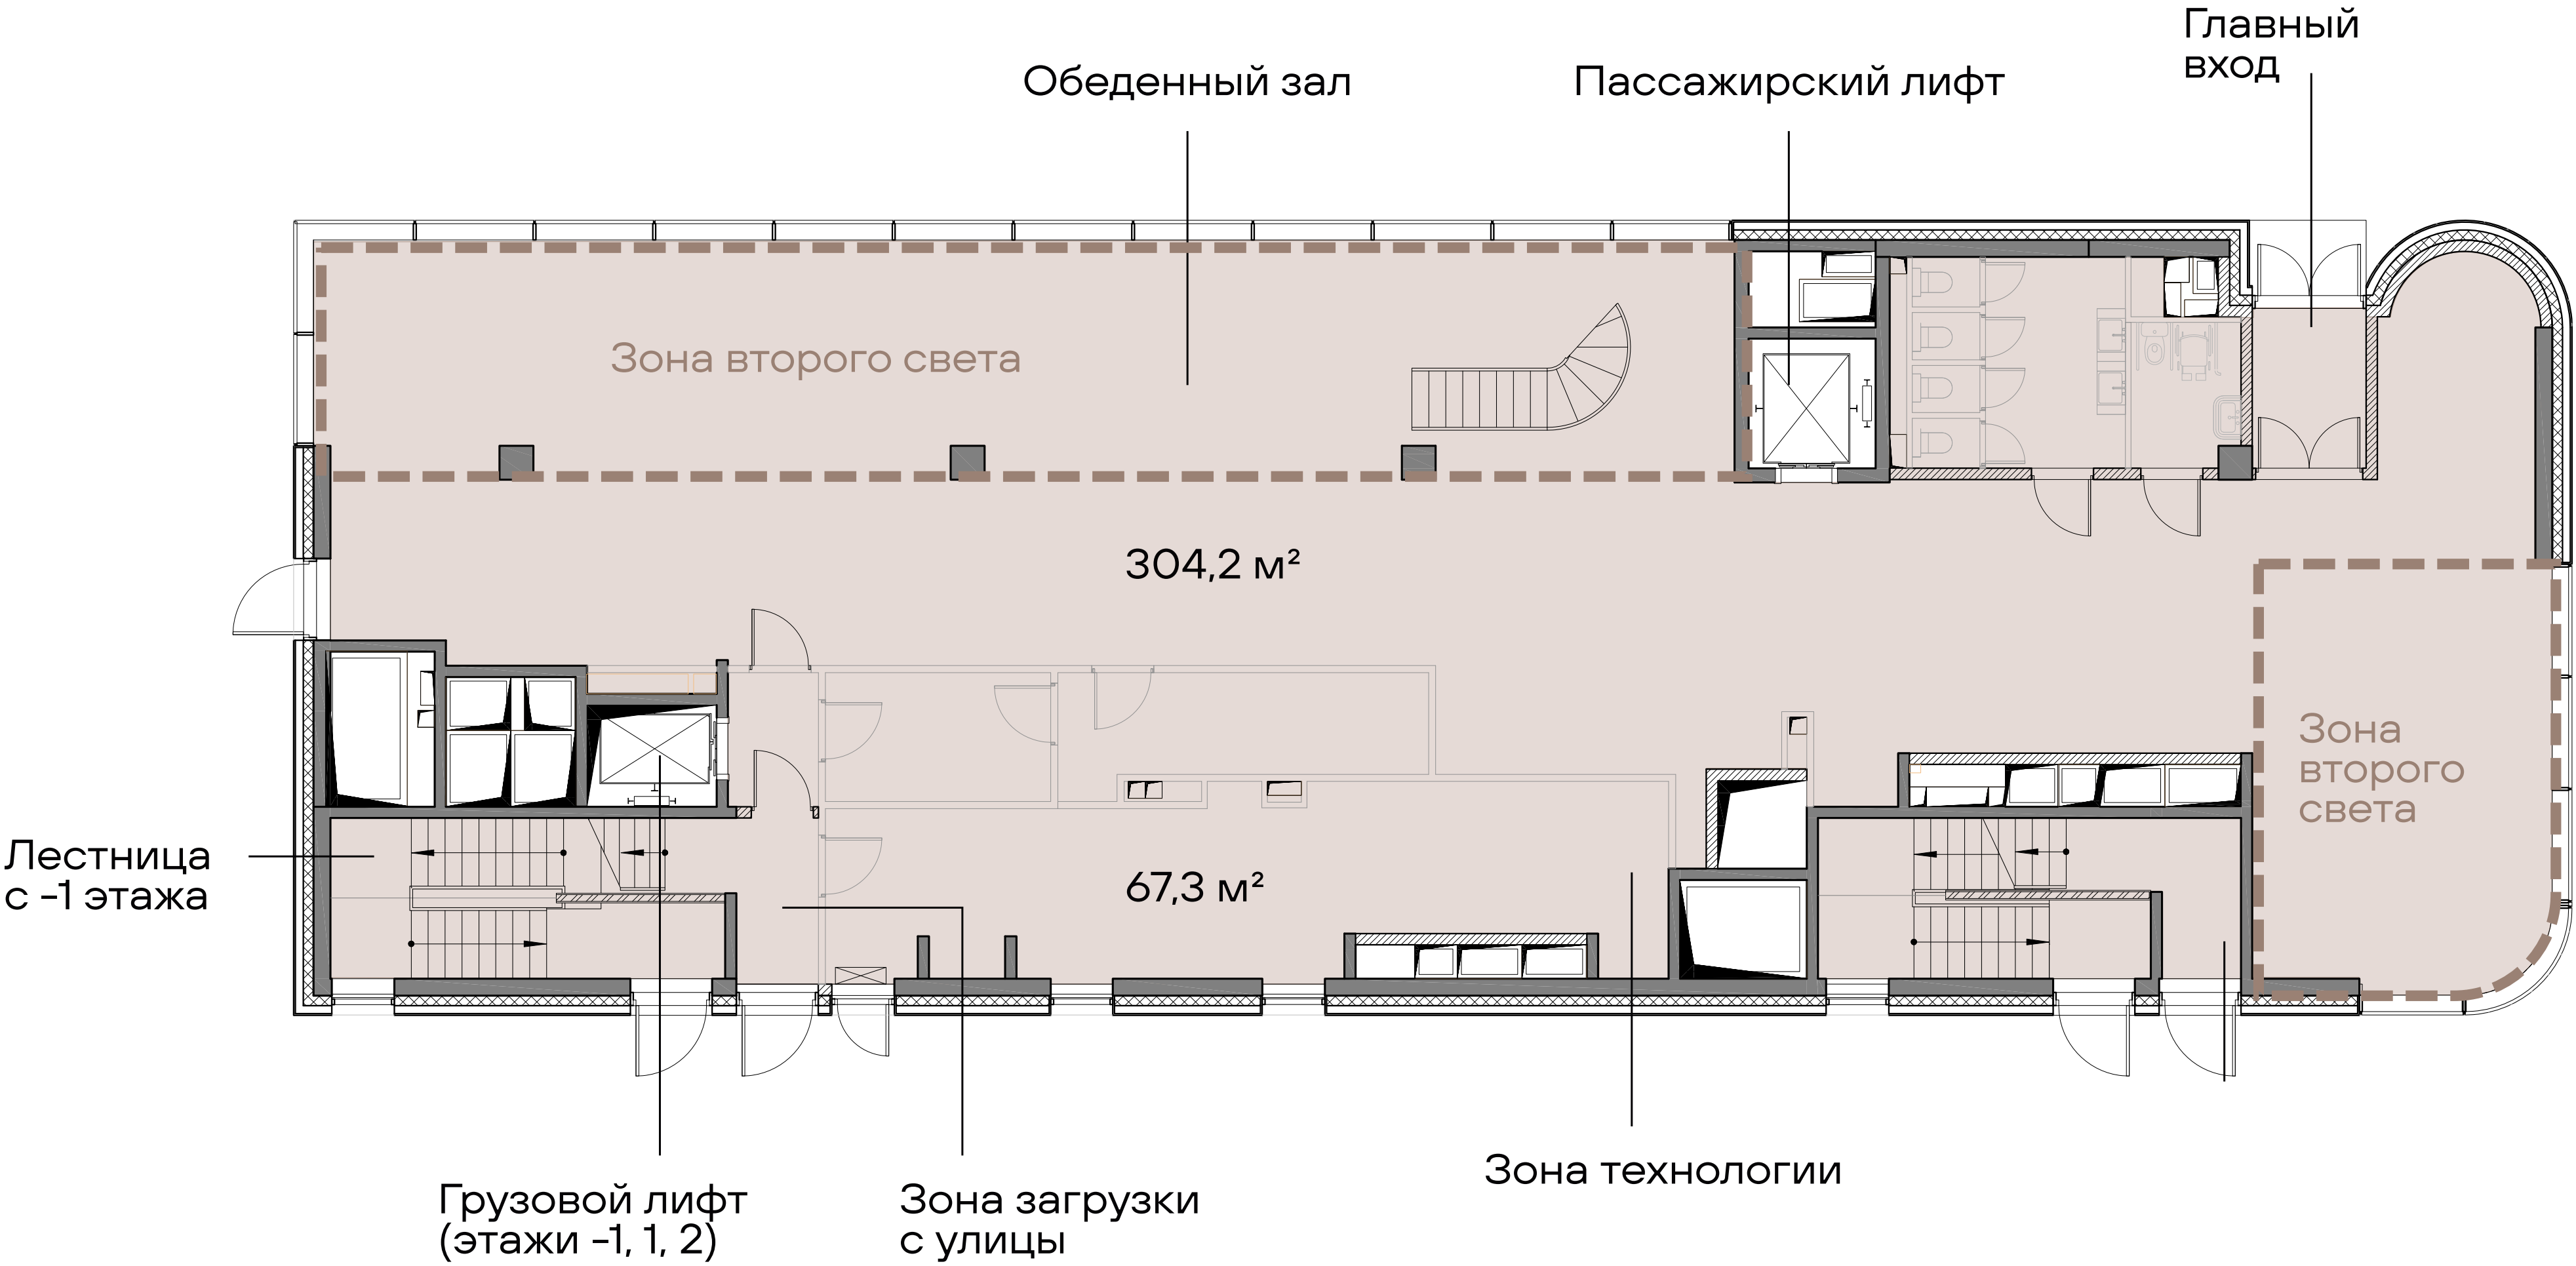 Главный
вход
Обеденный зал
Пассажирский лифт
Зона второго света
304,2 м²
Зона
второго
света
Лестница
с -1 этажа
67,3 м²
Зона технологии
Грузовой лифт
(этажи -1, 1, 2)
Зона загрузки
с улицы